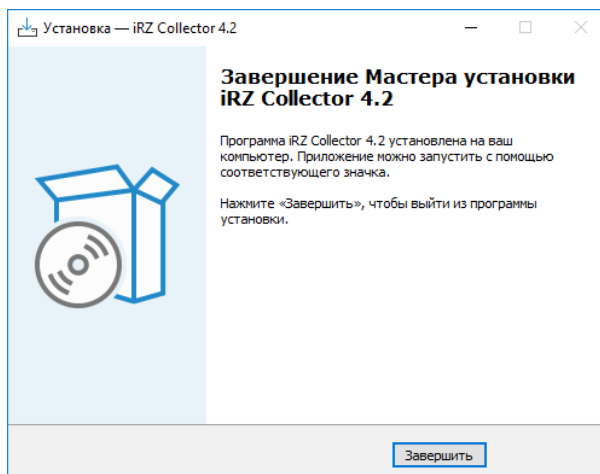 Установка — iRZ Collector 4.2
Завершение Мастера установки
iRZ Collector 4.2
Программа iRZ Collector 4.2 установлена на ваш
компьютер. Приложение можно запустить с помощью
соответствующего значка.
Нажмите «Завершить», чтобы выйти из программы
установки.
Завершить